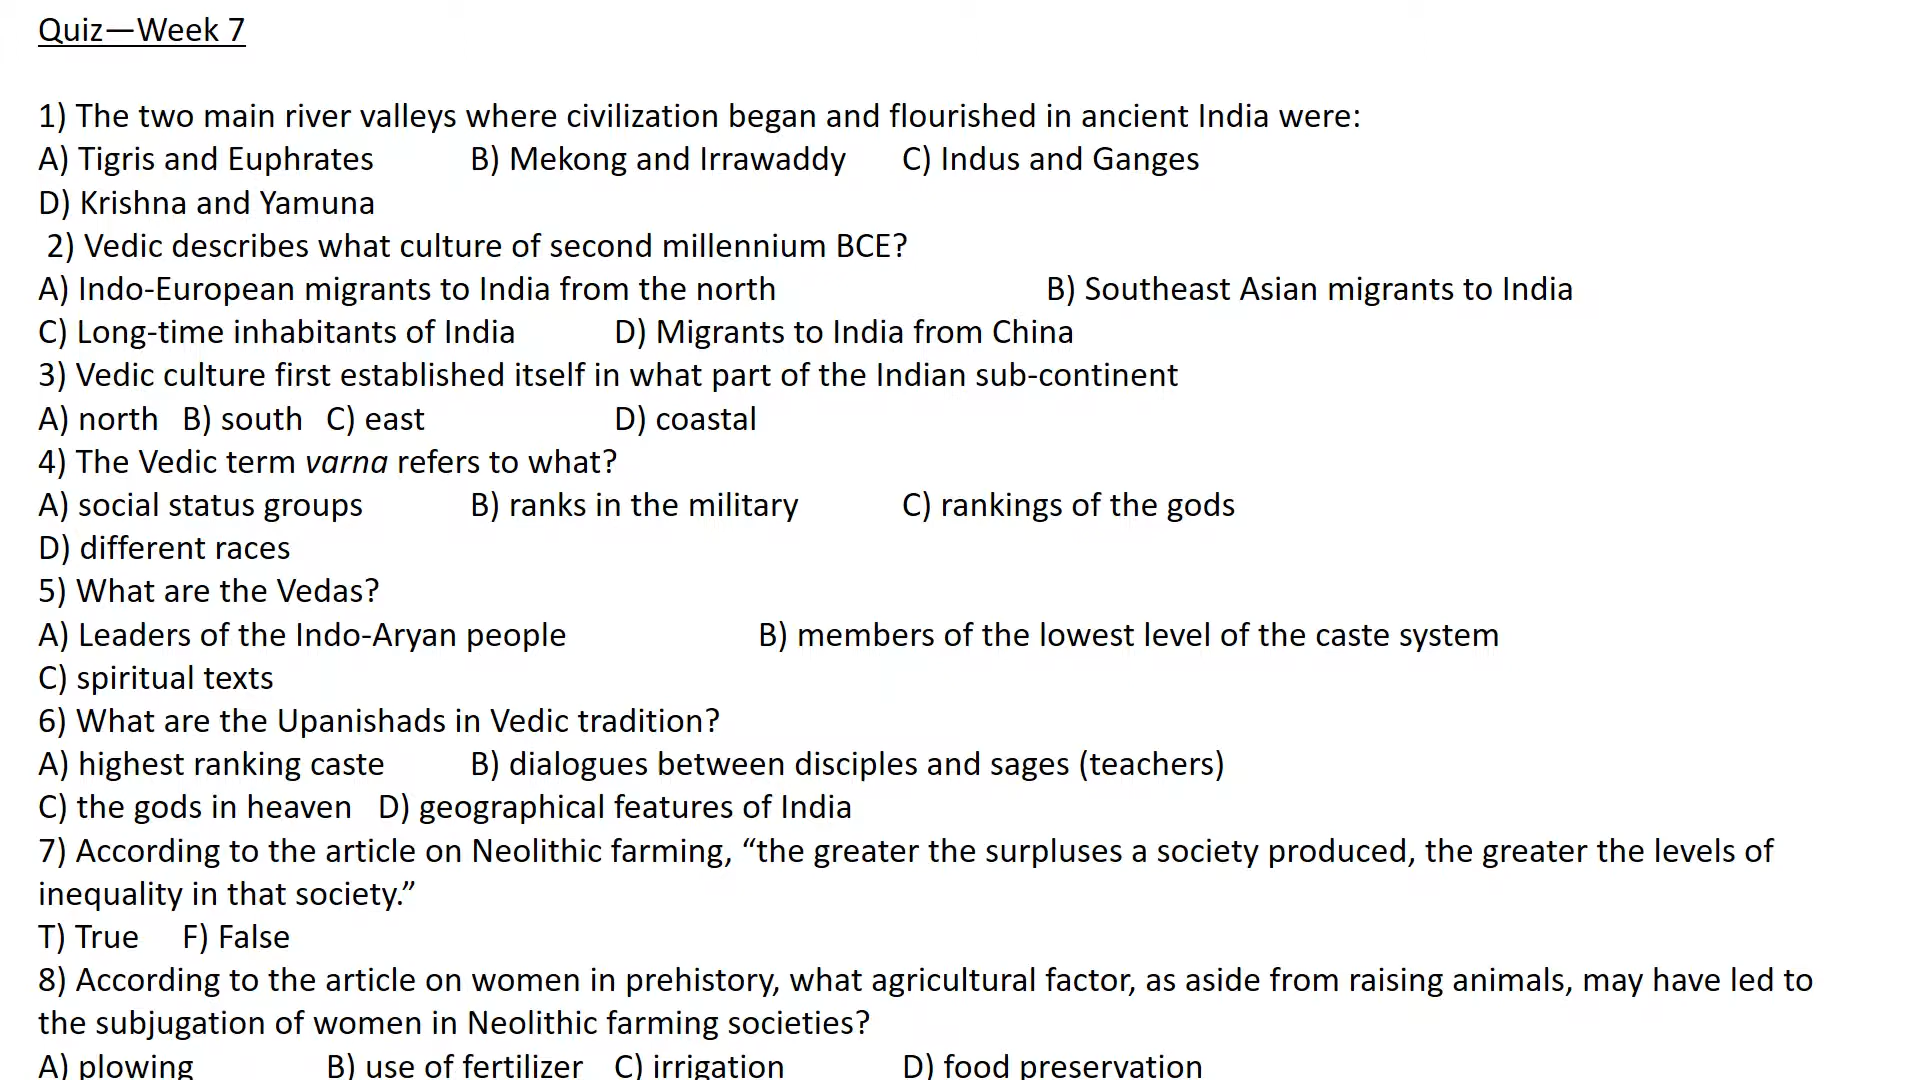 Quiz—Week 7
1) The two main river valleys where civilization began and flourished in ancient India were:
A) Tigris and Euphrates B) Mekong and Irrawaddy C) Indus and Ganges
D) Krishna and Yamuna
2) Vedic describes what culture of second millennium BCE?
A) Indo-European migrants to India from the north B) Southeast Asian migrants to India
C) Long-time inhabitants of India D) Migrants to India from China
3) Vedic culture first established itself in what part of the Indian sub-continent
A) north B) south C) east D) coastal
4) The Vedic term varna refers to what?
A) social status groups B) ranks in the military C) rankings of the gods
D) different races
5) What are the Vedas?
A) Leaders of the Indo-Aryan people B) members of the lowest level of the caste system
C) spiritual texts
6) What are the Upanishads in Vedic tradition?
A) highest ranking caste B) dialogues between disciples and sages (teachers)
C) the gods in heaven D) geographical features of India
7) According to the article on Neolithic farming, “the greater the surpluses a society produced, the greater the levels of
inequality in that society.”
T) True F) False
8) According to the article on women in prehistory, what agricultural factor, as aside from raising animals, may have led to
the subjugation of women in Neolithic farming societies?
A) plowing B) use of fertilizer C) irrigation D) food preservation